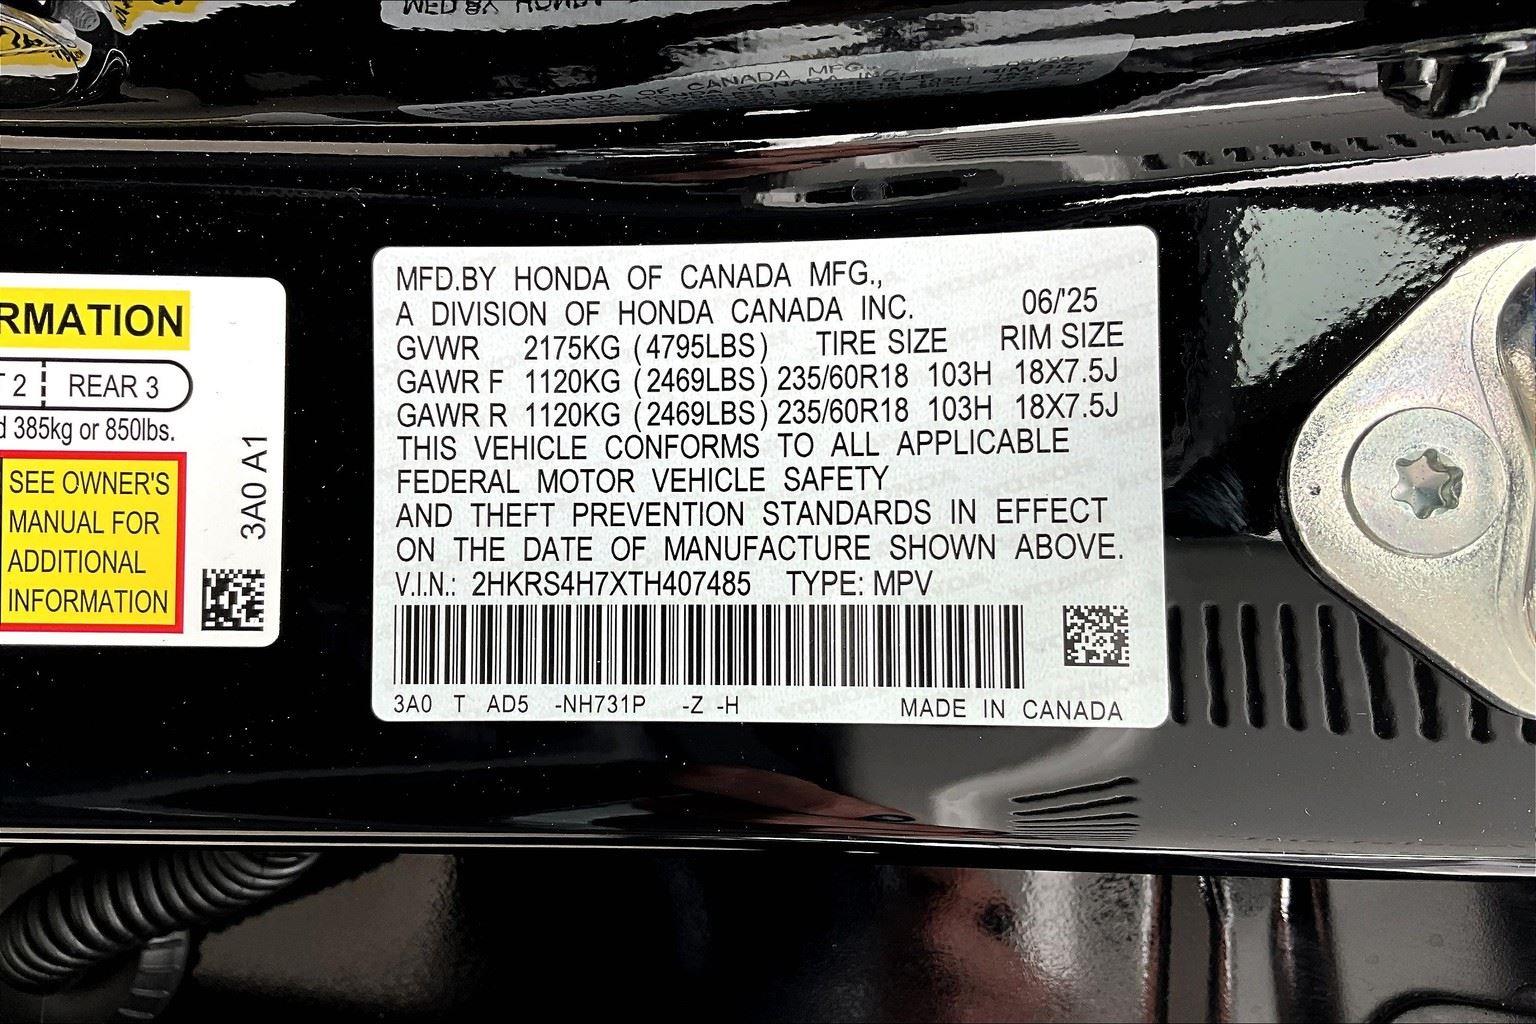 RMATION
2 REAR 3
385kg or 850lbs.
SEE OWNER'S
MANUAL FOR
ADDITIONAL
INFORMATION
3A0 A1
MFD.BY HONDA OF CANADA MFG.,
A DIVISION OF HONDA CANADA INC. 06/'25
GVWR 2175KG (4795LBS) TIRE SIZE RIM SIZE
GAWR F 1120KG (2469LBS) 235/60R18 103H 18X7.5J
GAWR R 1120KG (2469LBS) 235/60R18 103H 18X7.5J
THIS VEHICLE CONFORMS TO ALL APPLICABLE
FEDERAL MOTOR VEHICLE SAFETY
AND THEFT PREVENTION STANDARDS IN EFFECT
ON THE DATE OF MANUFACTURE SHOWN ABOVE.
V.I.N.: 2HKRS4H7XTH407485 TYPE: MPV
3A0 T AD5 -NH731P -Z -H MADE IN CANADA